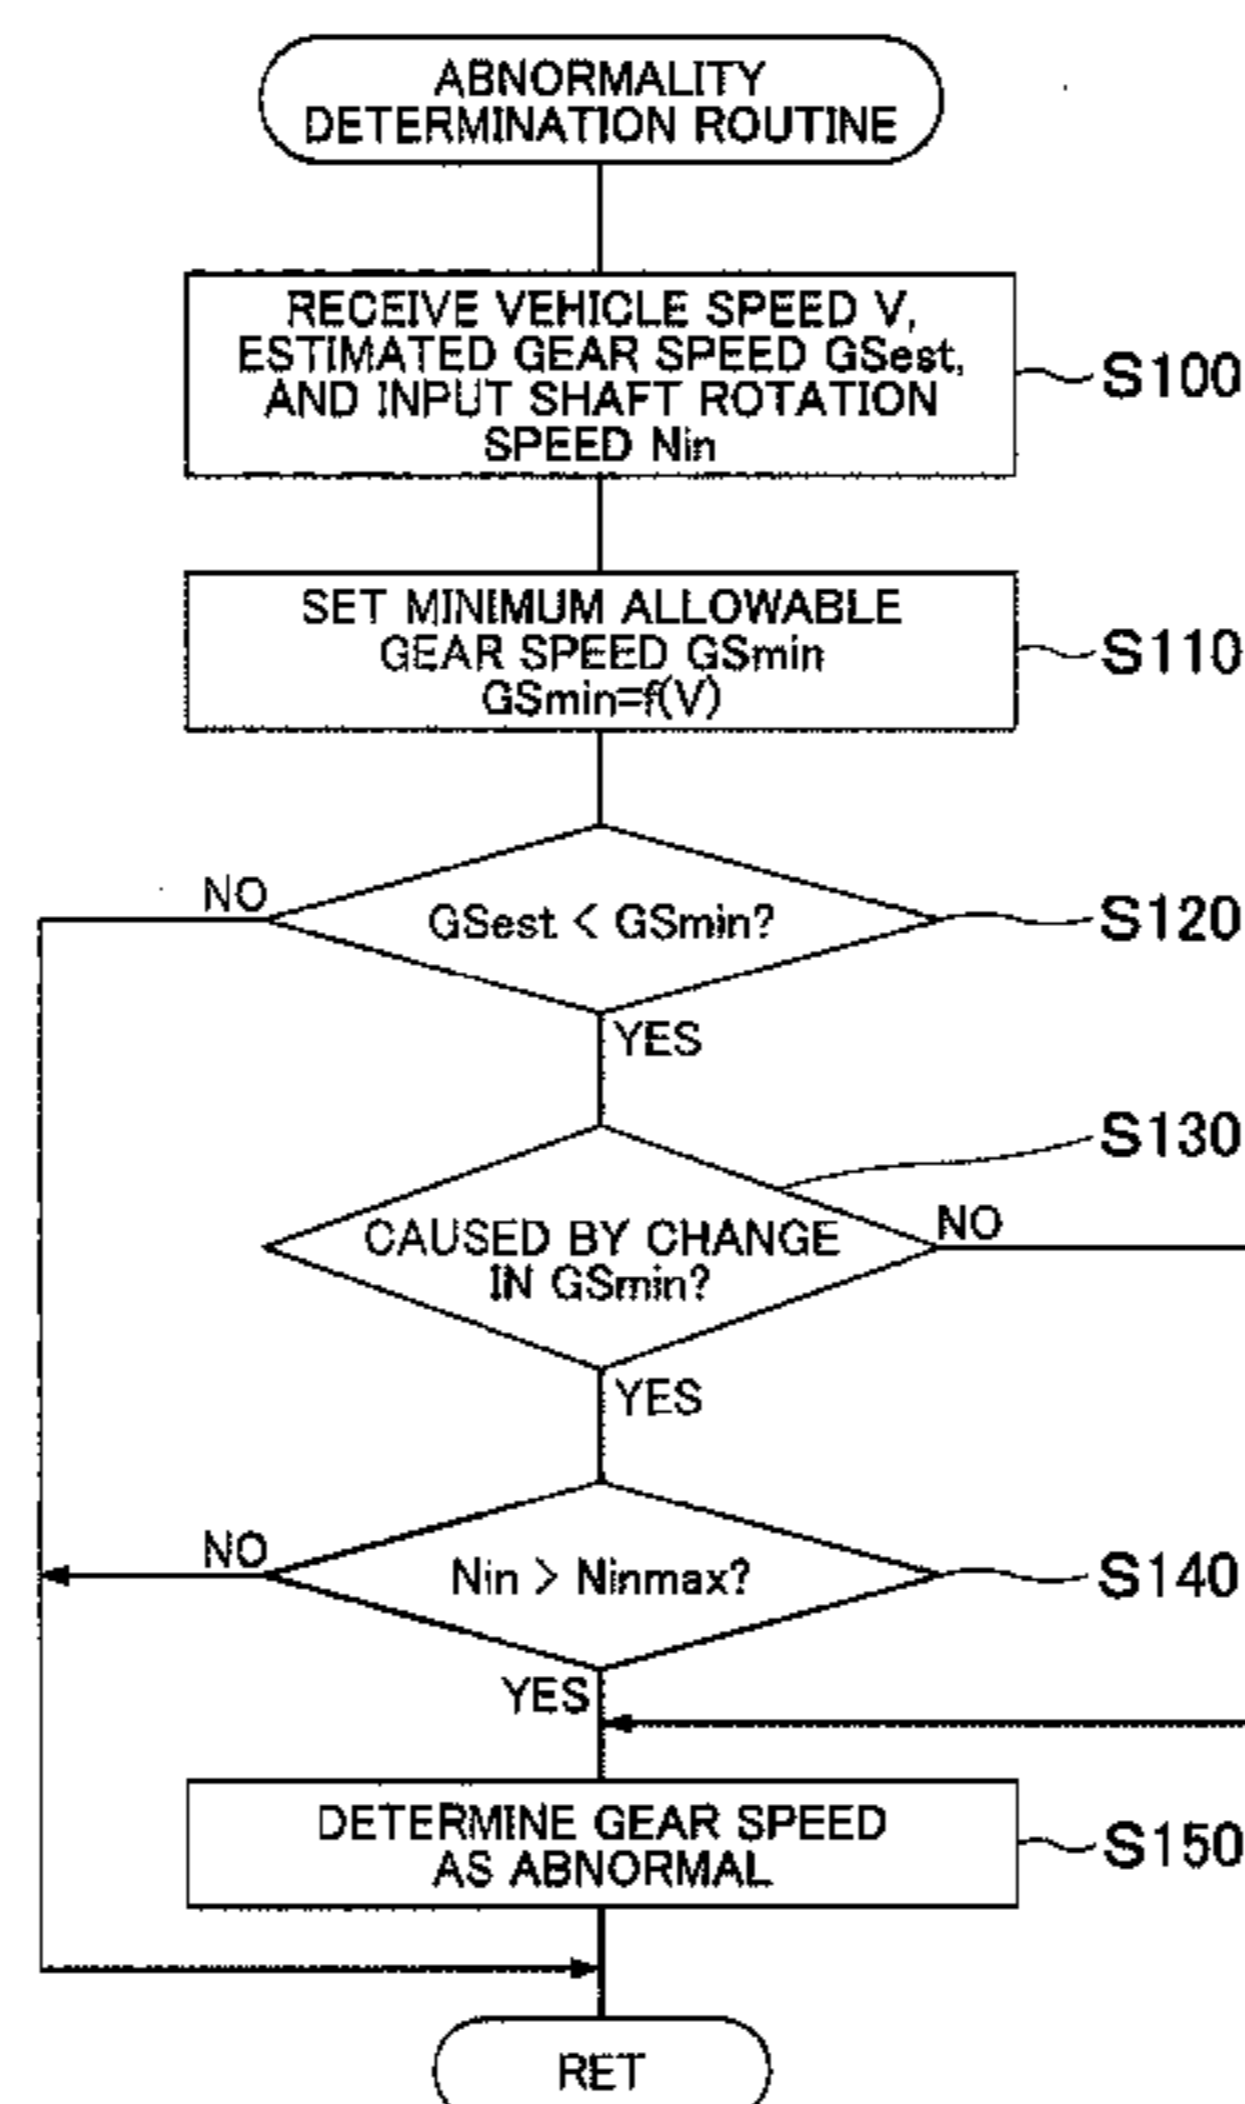 ABNORMALITY
DETERMINATION ROUTINE
RECEIVE VEHICLE SPEED V,
ESTIMATED GEAR SPEED GSest,
AND INPUT SHAFT ROTATION
SPEED Nin
S100
SET MINIMUM ALLOWABLE
GEAR SPEED GSmin
GSmin=f(V)
S110
NO
GSest < GSmin?
S120
YES
S130
NO
CAUSED BY CHANGE
IN GSmin?
YES
NO
Nin > Ninmax?
S140
YES
DETERMINE GEAR SPEED
AS ABNORMAL
S150
RET